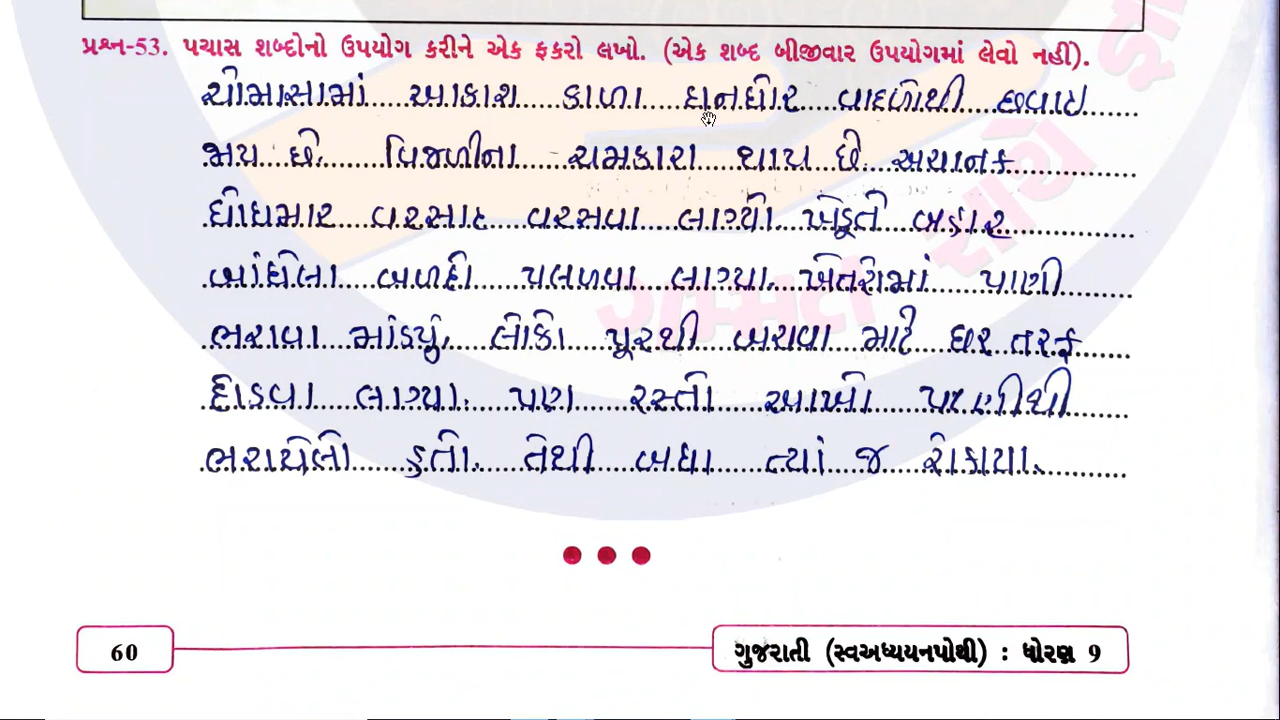 પ્રશ્ન-53. પચાસ શબ્દોનો ઉપયોગ કરીને એક ફકરો લખો. (એક શબ્દ બીજીવાર ઉપયોગમાં લેવો નહીં).
ચોમાસામાં આકાશ કાળા ઘનઘોર વાદળોથી છવાઇ
જાય છે. વિજળીના ચમકારા થાય છે. અચાનક
ધોધમાર વરસાદ વરસવા લાગ્યો. ખેડૂતે બહાર
બાંધેલા બળદો પલળવા લાગ્યા. ખેતરોમાં પાણી
ભરાવા માંડયું. લોકો પૂરથી બચવા માટે ઘર તરફ
દોડવા લાગ્યા. પણ રસ્તો આખો પાણીથી
ભરાયેલો હતો. તેથી બધા ત્યાં જ રોકાયા.
60
ગુજરાતી (સ્વઅધ્યયનપોથી) : ધોરણ 9